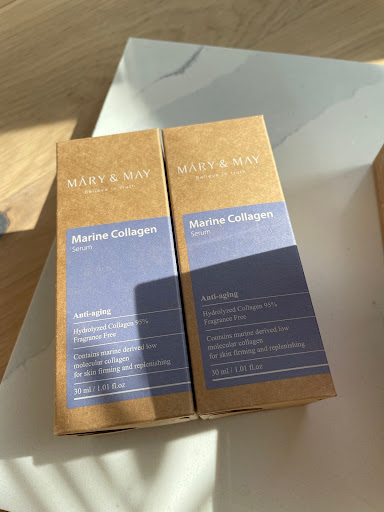 MARY & MAY
Believe in truth
Marine Collagen
Serum
Anti-aging
Hydrolyzed Collagen 95%
Fragrance Free
Contains marine derived low
molecular collagen
for skin firming and replenishing
30 ml / 1.01 fl.oz
MARY & MAY
Believe in truth
Marine Collagen
Serum
Anti-aging
Hydrolyzed Collagen 95%
Fragrance Free
Contains marine derived low
molecular collagen
for skin firming and replenishing
30 ml / 1.01 fl.oz